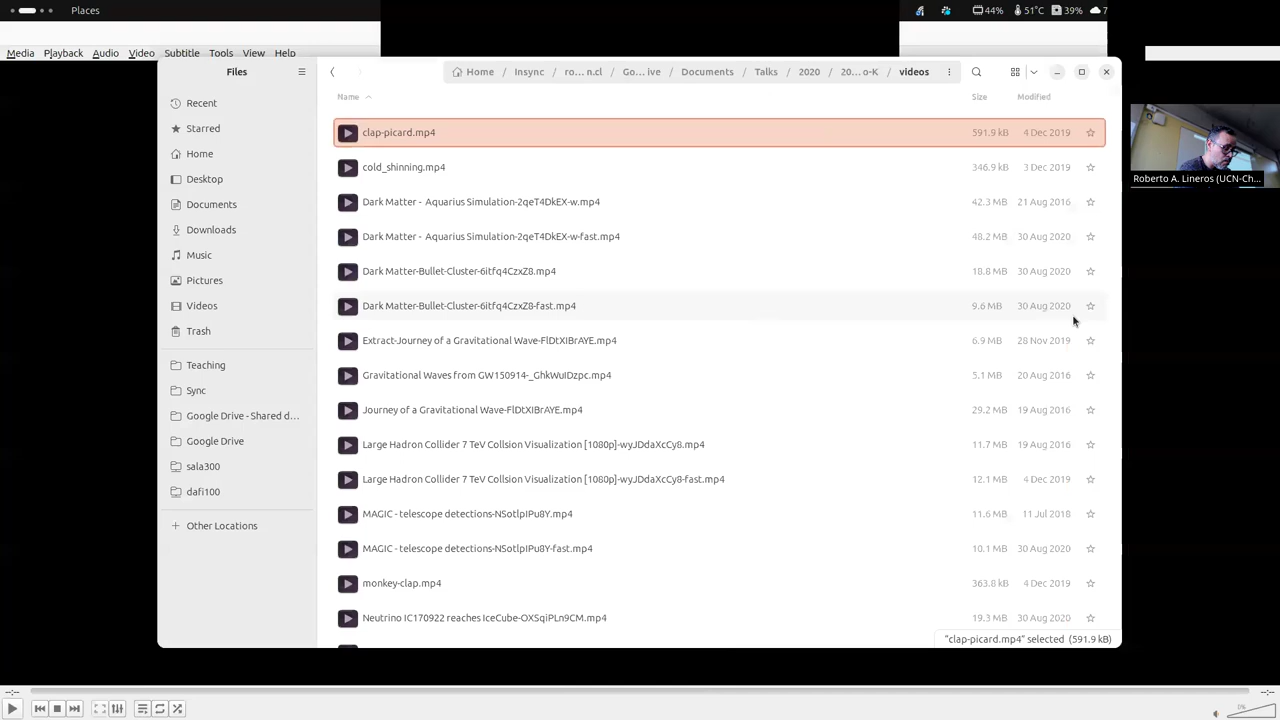 Places
44% 51°C 39% 7
Media Playback Audio Video Subtitle Tools View Help
Files
Home / Insync / ro... n.cl / Go... ive / Documents / Talks / 2020 / 20... o-K / videos
Name Size Modified
Recent
Starred
Home
Desktop
Documents
Downloads
Music
Pictures
Videos
Trash
Teaching
Sync
Google Drive - Shared d...
Google Drive
sala300
dafi100
Other Locations
clap-picard.mp4 591.9 kB 4 Dec 2019
cold_shinning.mp4 346.9 kB 3 Dec 2019
Dark Matter - Aquarius Simulation-2qeT4DkEX-w.mp4 42.3 MB 21 Aug 2016
Dark Matter - Aquarius Simulation-2qeT4DkEX-w-fast.mp4 48.2 MB 30 Aug 2020
Dark Matter-Bullet-Cluster-6itfq4CzxZ8.mp4 18.8 MB 30 Aug 2020
Dark Matter-Bullet-Cluster-6itfq4CzxZ8-fast.mp4 9.6 MB 30 Aug 2020
Extract-Journey of a Gravitational Wave-FlDtXIBrAYE.mp4 6.9 MB 28 Nov 2019
Gravitational Waves from GW150914-_GhkWuIDzpc.mp4 5.1 MB 20 Aug 2016
Journey of a Gravitational Wave-FlDtXIBrAYE.mp4 29.2 MB 19 Aug 2016
Large Hadron Collider 7 TeV Collsion Visualization [1080p]-wyJDdaXcCy8.mp4 11.7 MB 19 Aug 2016
Large Hadron Collider 7 TeV Collsion Visualization [1080p]-wyJDdaXcCy8-fast.mp4 12.1 MB 4 Dec 2019
MAGIC - telescope detections-NSotlpIPu8Y.mp4 11.6 MB 11 Jul 2018
MAGIC - telescope detections-NSotlpIPu8Y-fast.mp4 10.1 MB 30 Aug 2020
monkey-clap.mp4 363.8 kB 4 Dec 2019
Neutrino IC170922 reaches IceCube-OXSqiPLn9CM.mp4 19.3 MB 30 Aug 2020
"clap-picard.mp4" selected (591.9 kB)
Roberto A. Lineros (UCN-Ch...
--:-- --:--
0%